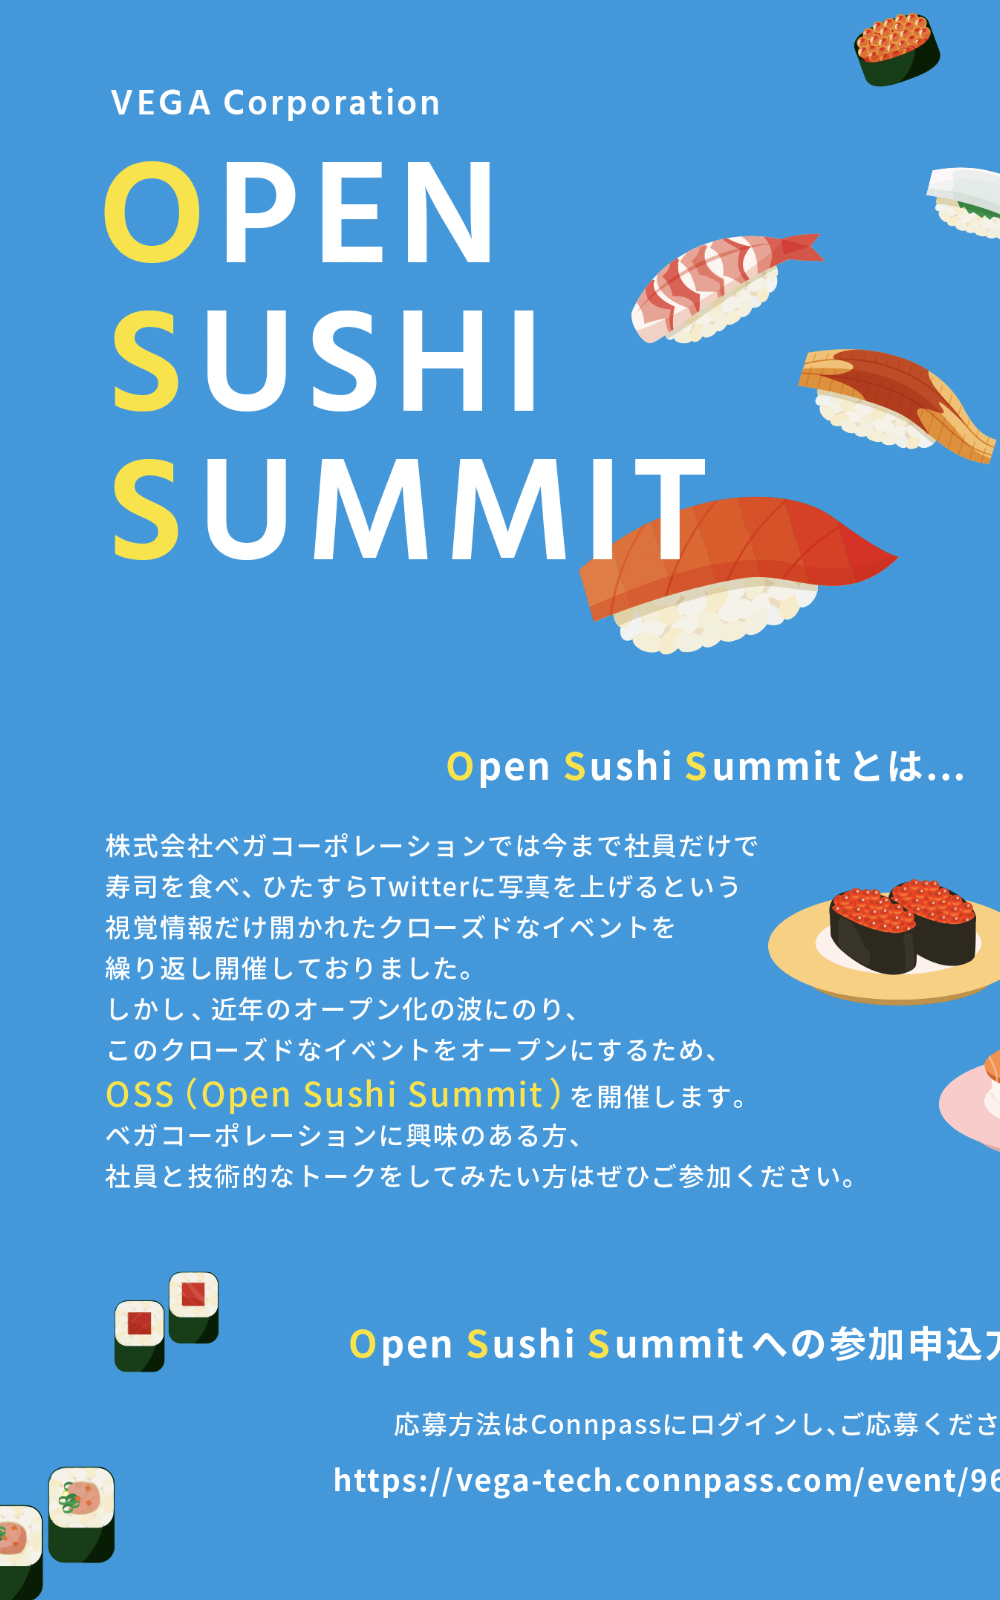 VEGA Corporation
OPEN
SUSHI
SUMMIT
Open Sushi Summitとは...
株式会社ベガコーポレーションでは今まで社員だけで
寿司を食べ、ひたすらTwitterに写真を上げるという
視覚情報だけ開かれたクローズドなイベントを
繰り返し開催しておりました。
しかし、近年のオープン化の波にのり、
このクローズドなイベントをオープンにするため、
OSS（Open Sushi Summit）を開催します。
ベガコーポレーションに興味のある方、
社員と技術的なトークをしてみたい方はぜひご参加ください。
Open Sushi Summitへの参加申込
応募方法はConnpassにログインし、ご応募くださ
https://vega-tech.connpass.com/event/9